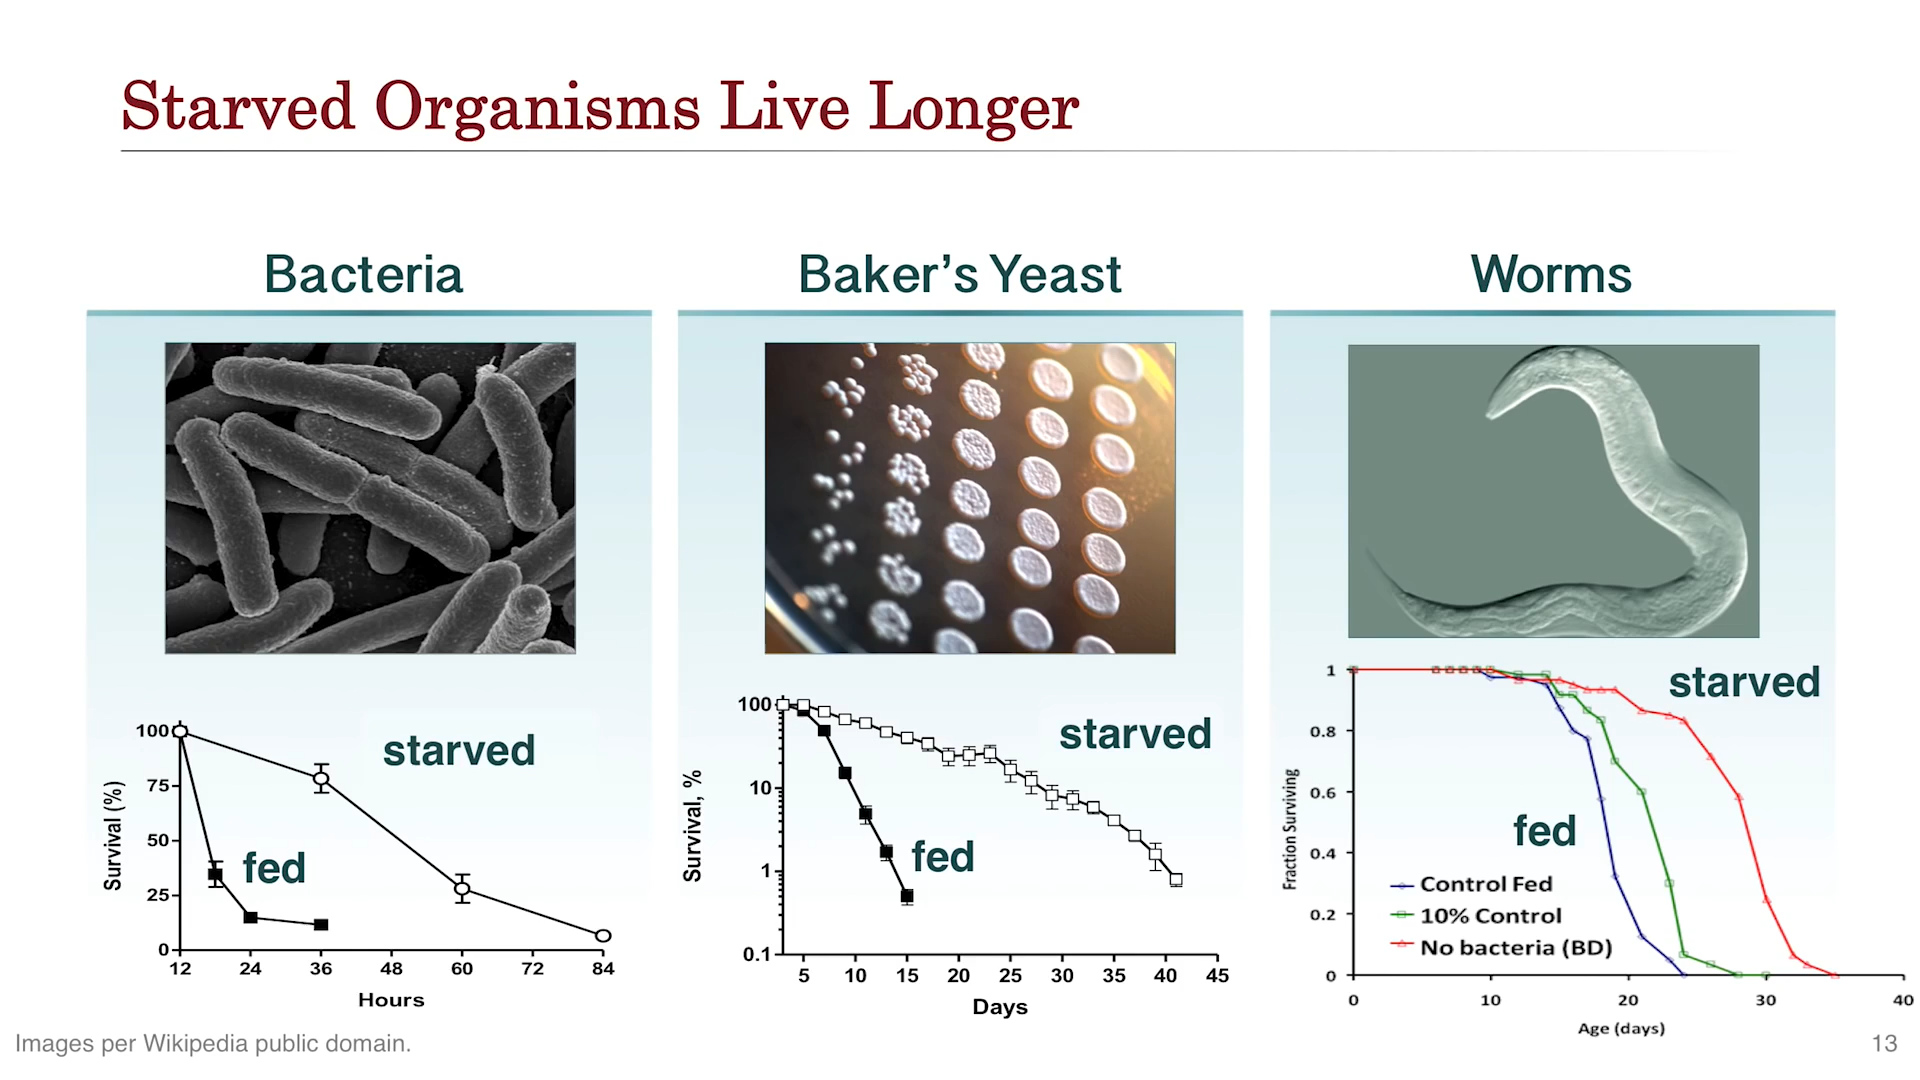 Starved Organisms Live Longer
Bacteria
Baker’s Yeast
Worms
100
75
50
25
0
Survival (%)
starved
fed
12 24 36 48 60 72 84
Hours
100
10
1
0.1
Survival, %
starved
fed
5 10 15 20 25 30 35 40 45
Days
1
0.8
0.6
0.4
0.2
0
Fraction Surviving
starved
fed
Control Fed
10% Control
No bacteria (BD)
0 10 20 30 40
Age (days)
Images per Wikipedia public domain.
13